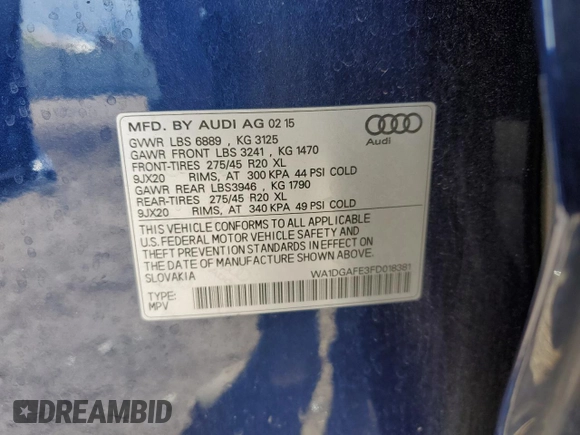 MFD. BY AUDI AG 02 15
GVWR LBS 6889 , KG 3125
GAWR FRONT LBS 3241 , KG 1470
FRONT-TIRES 275/45 R20 XL
9JX20 RIMS, AT 300 KPA 44 PSI COLD
GAWR REAR LBS3946 , KG 1790
REAR-TIRES 275/45 R20 XL
9JX20 RIMS, AT 340 KPA 49 PSI COLD
Audi
THIS VEHICLE CONFORMS TO ALL APPLICABLE
U.S. FEDERAL MOTOR VEHICLE SAFETY AND
THEFT PREVENTION STANDARDS IN EFFECT ON
THE DATE OF MANUFACTURE SHOWN ABOVE.
SLOVAKIA
WA1DGAFE3FD018381
TYPE:
MPV
DREAMBID